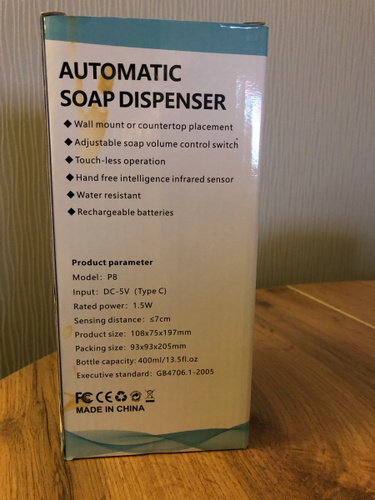 AUTOMATIC
SOAP DISPENSER
◆Wall mount or countertop placement
◆Adjustable soap volume control switch
◆Touch-less operation
◆Hand free intelligence infrared sensor
◆Water resistant
◆Rechargeable batteries
Product parameter
Model: P8
Input: DC-5V (Type C)
Rated power: 1.5W
Sensing distance: ≤7cm
Product size: 108x75x197mm
Packing size: 93x93x205mm
Bottle capacity: 400ml/13.5fl.oz
Executive standard: GB4706.1-2005
FC CE
MADE IN CHINA